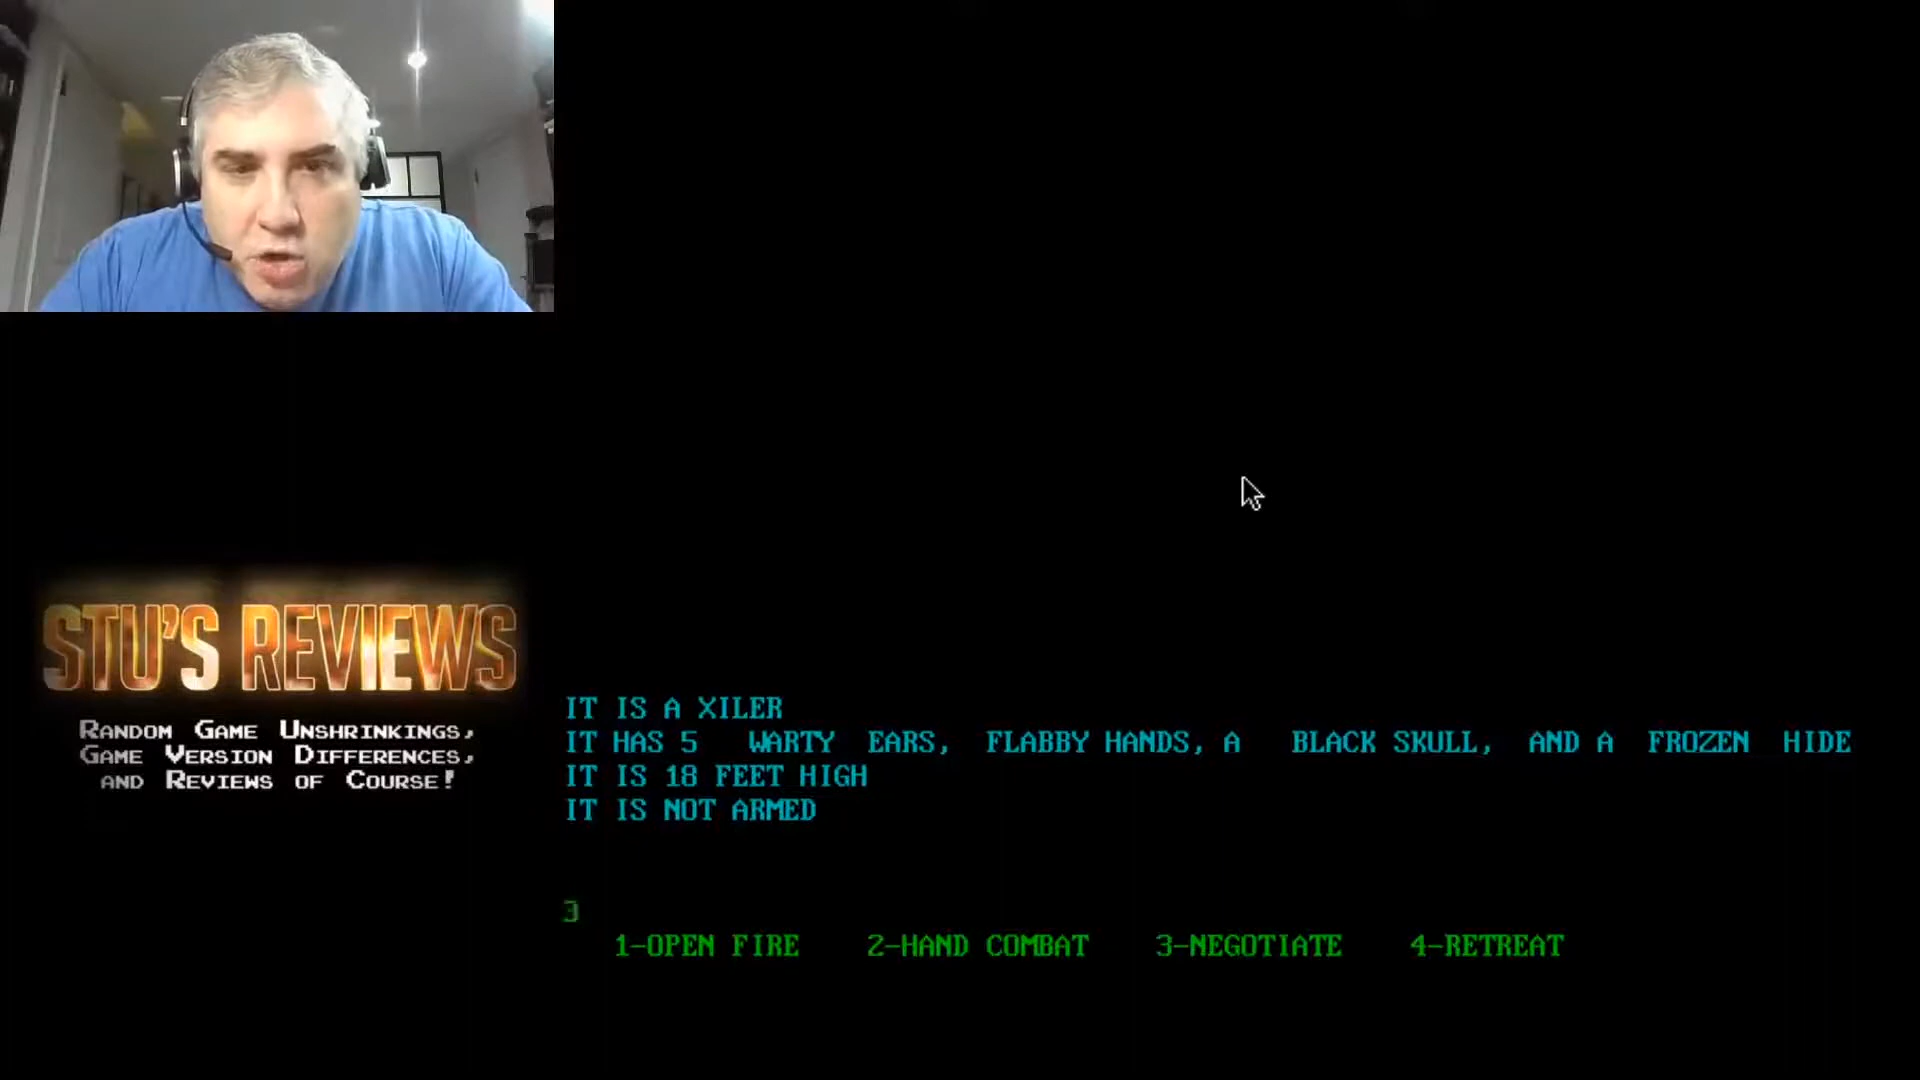 STU'S REVIEWS
RANDOM GAME UNSHRINKINGS,
GAME VERSION DIFFERENCES,
AND REVIEWS OF COURSE!
IT IS A XILER
IT HAS 5 WARTY EARS, FLABBY HANDS, A BLACK SKULL, AND A FROZEN HIDE
IT IS 18 FEET HIGH
IT IS NOT ARMED
3
1-OPEN FIRE 2-HAND COMBAT 3-NEGOTIATE 4-RETREAT